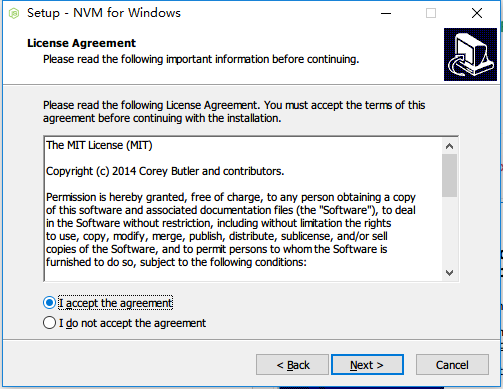 Setup - NVM for Windows
License Agreement
Please read the following important information before continuing.
Please read the following License Agreement. You must accept the terms of this
agreement before continuing with the installation.
The MIT License (MIT)
Copyright (c) 2014 Corey Butler and contributors.
Permission is hereby granted, free of charge, to any person obtaining a copy
of this software and associated documentation files (the "Software"), to deal
in the Software without restriction, including without limitation the rights
to use, copy, modify, merge, publish, distribute, sublicense, and/or sell
copies of the Software, and to permit persons to whom the Software is
furnished to do so, subject to the following conditions:
I accept the agreement
I do not accept the agreement
< Back
Next >
Cancel